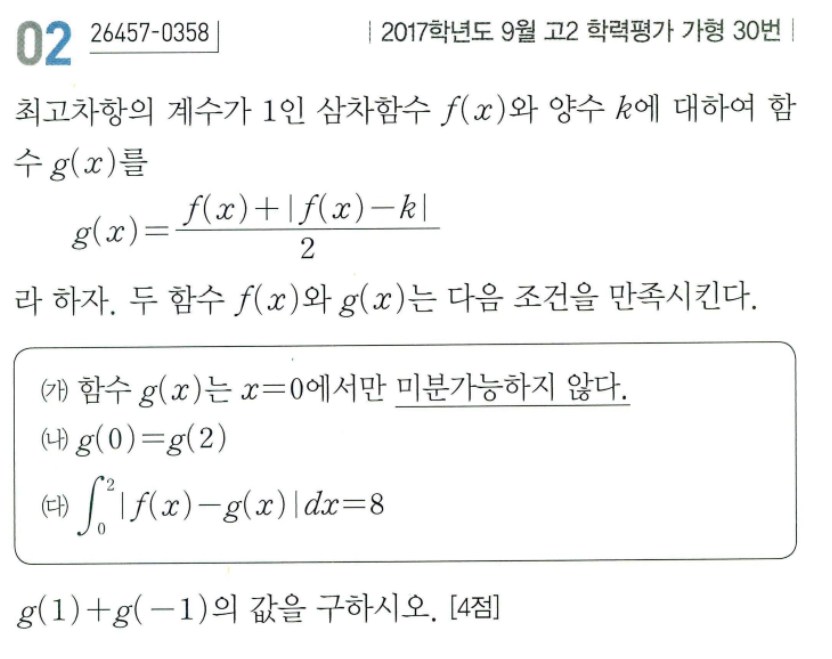 02 26457-0358 | 2017학년도 9월 고2 학력평가 가형 30번 |
최고차항의 계수가 1인 삼차함수 f(x)와 양수 k에 대하여 함
수 g(x)를
g(x)=\frac{f(x)+|f(x)-k|}{2}
라 하자. 두 함수 f(x)와 g(x)는 다음 조건을 만족시킨다.
㈎ 함수 g(x)는 x=0에서만 미분가능하지 않다.
㈏ g(0)=g(2)
㈐ \int_{0}^{2}|f(x)-g(x)|dx=8
g(1)+g(-1)의 값을 구하시오. [4점]